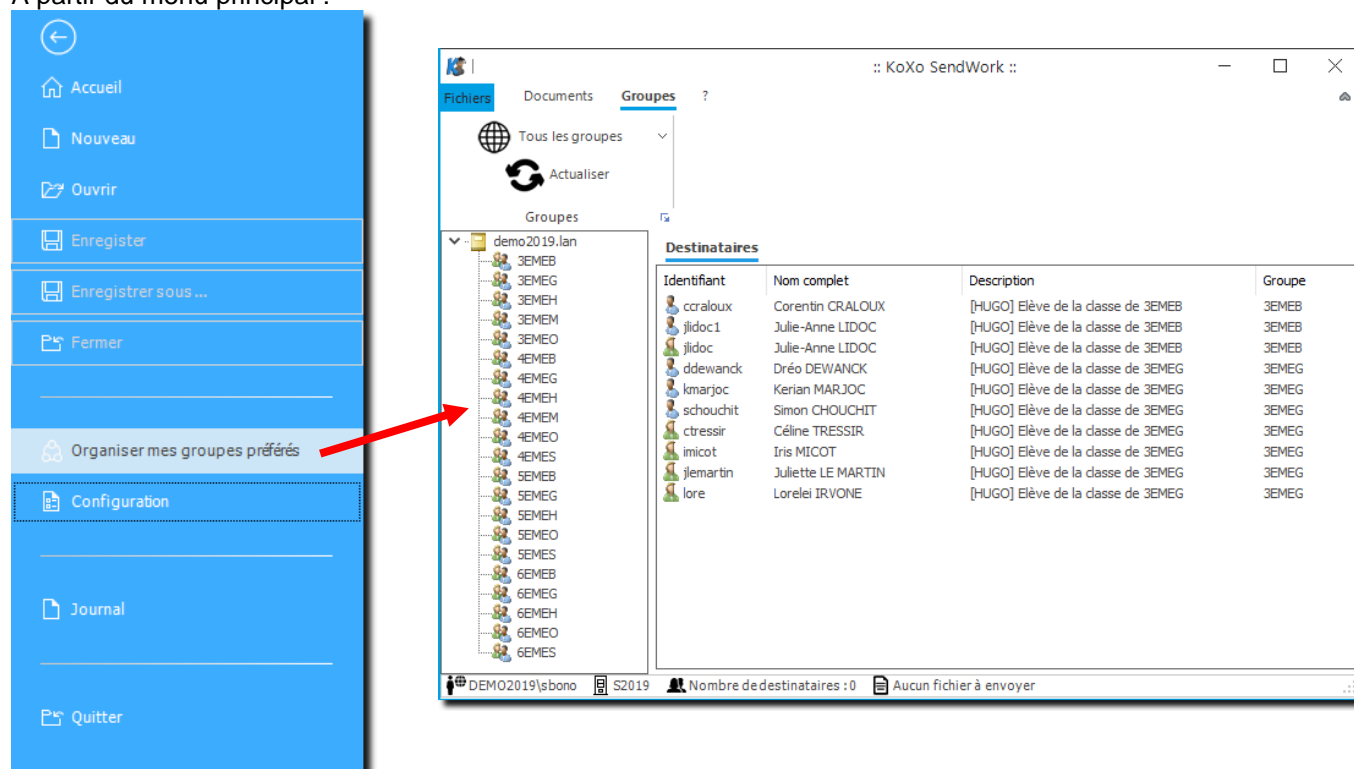 A partir du menu principal :
Accueil
Nouveau
Ouvrir
Enregister
Enregistrer sous ...
Fermer
Organiser mes groupes préférés
Configuration
Journal
Quitter
:: KoXo SendWork ::
Fichiers Documents Groupes ?
Tous les groupes
Actualiser
Groupes
demo2019.lan
3EMEB
3EMEG
3EMEH
3EMEM
3EMEO
4EMEB
4EMEG
4EMEH
4EMEM
4EMEO
4EMES
5EMEB
5EMEG
5EMEH
5EMEO
5EMES
6EMEB
6EMEG
6EMEH
6EMEO
6EMES
Destinataires
Identifiant Nom complet Description Groupe
ccraloux Corentin CRALOUX [HUGO] Elève de la classe de 3EMEB 3EMEB
jlidoc1 Julie-Anne LIDOC [HUGO] Elève de la classe de 3EMEB 3EMEB
jlidoc Julie-Anne LIDOC [HUGO] Elève de la classe de 3EMEB 3EMEB
ddewanck Dréo DEWANCK [HUGO] Elève de la classe de 3EMEG 3EMEG
kmarjoc Kerian MARJOC [HUGO] Elève de la classe de 3EMEG 3EMEG
schouchit Simon CHOUCHIT [HUGO] Elève de la classe de 3EMEG 3EMEG
ctressir Céline TRESSIR [HUGO] Elève de la classe de 3EMEG 3EMEG
imicot Iris MICOT [HUGO] Elève de la classe de 3EMEG 3EMEG
jlemartin Juliette LE MARTIN [HUGO] Elève de la classe de 3EMEG 3EMEG
lore Lorelei IRVONE [HUGO] Elève de la classe de 3EMEG 3EMEG
DEMO2019\sbono S2019 Nombre de destinataires : 0 Aucun fichier à envoyer